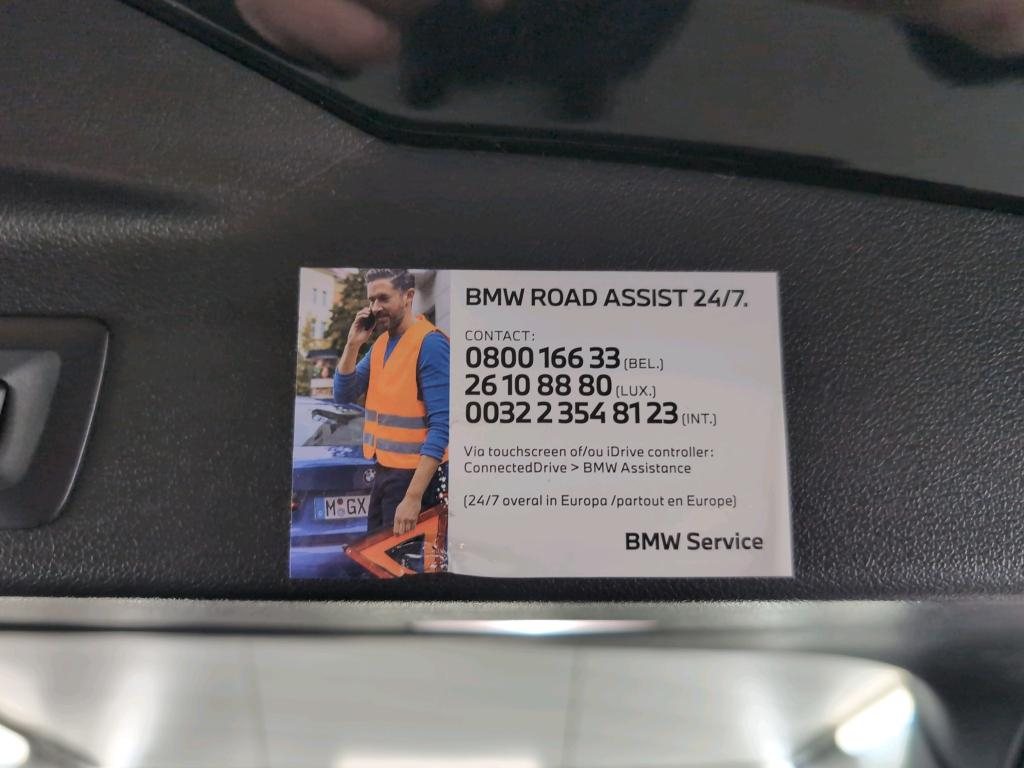 BMW ROAD ASSIST 24/7.
CONTACT:
0800 166 33 (BEL.)
26 10 88 80 (LUX.)
0032 2 354 81 23 (INT.)
Via touchscreen of/ou iDrive controller:
ConnectedDrive > BMW Assistance
(24/7 overal in Europa /partout en Europe)
BMW Service
M GX